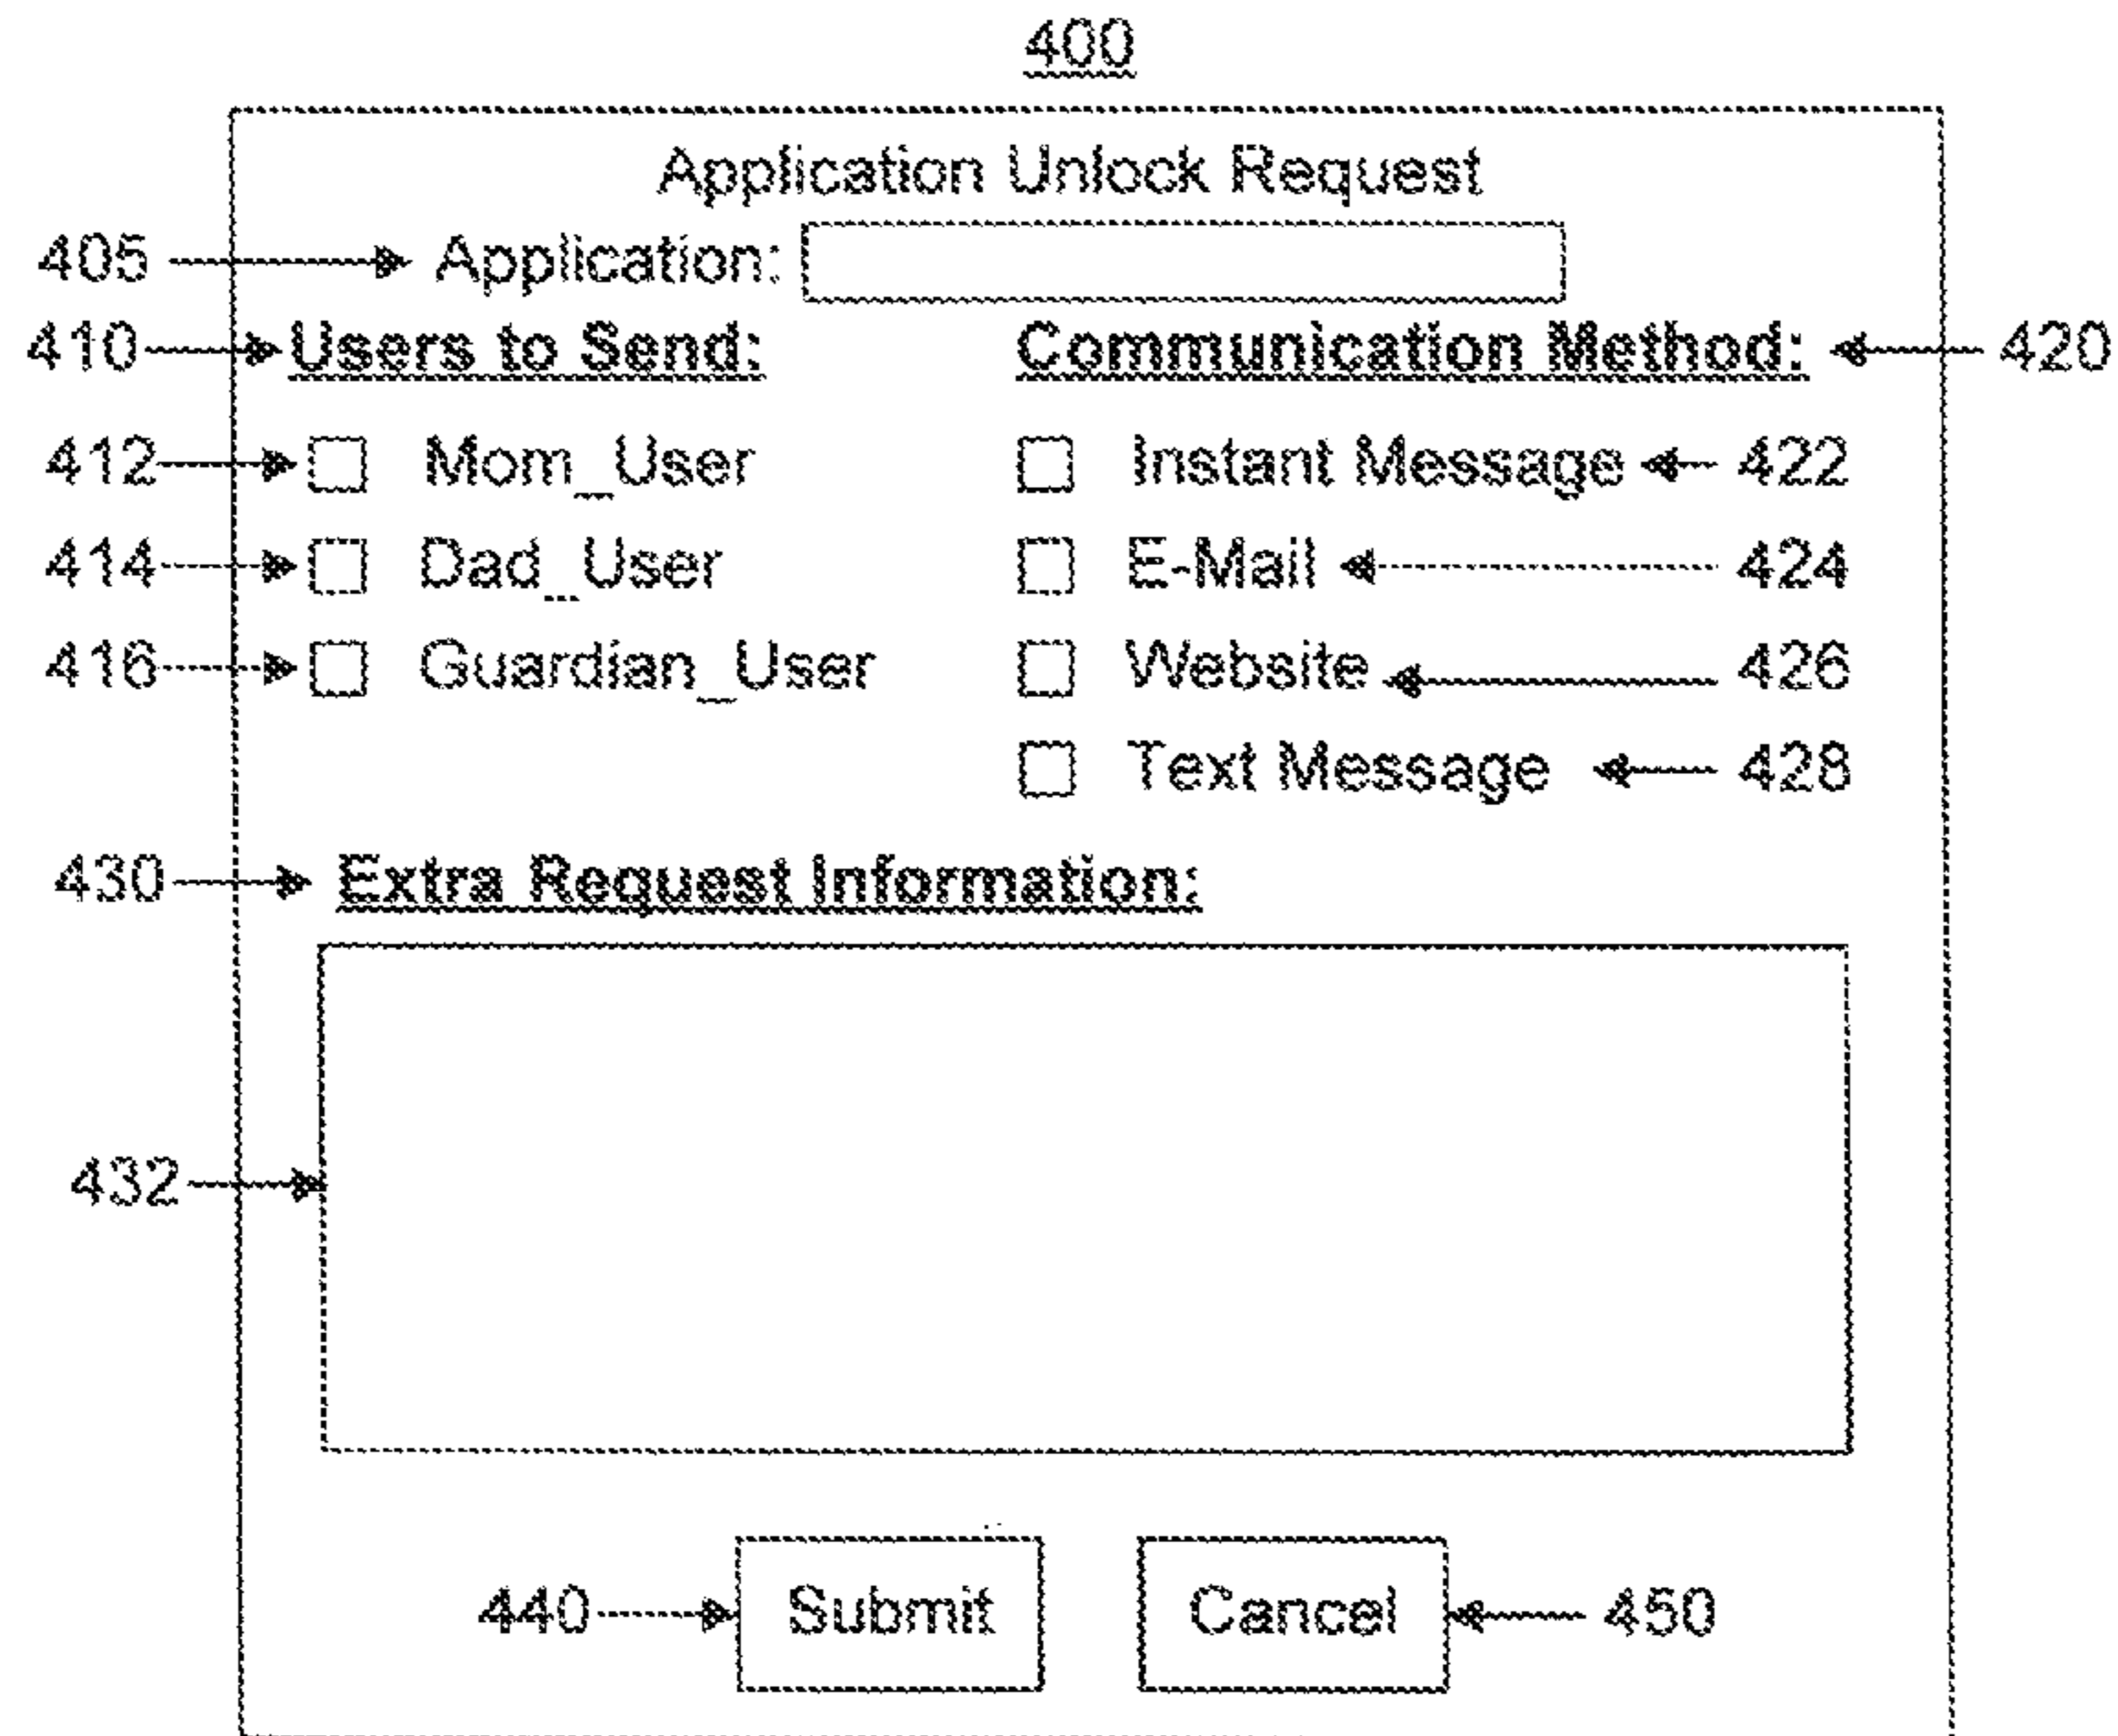 400
Application Unlock Request
405 Application:
410 Users to Send: Communication Method: 420
412 Mom_User Instant Message 422
414 Dad_User E-Mail 424
416 Guardian_User Website 426
Text Message 428
430 Extra Request Information:
432
440 Submit Cancel 450